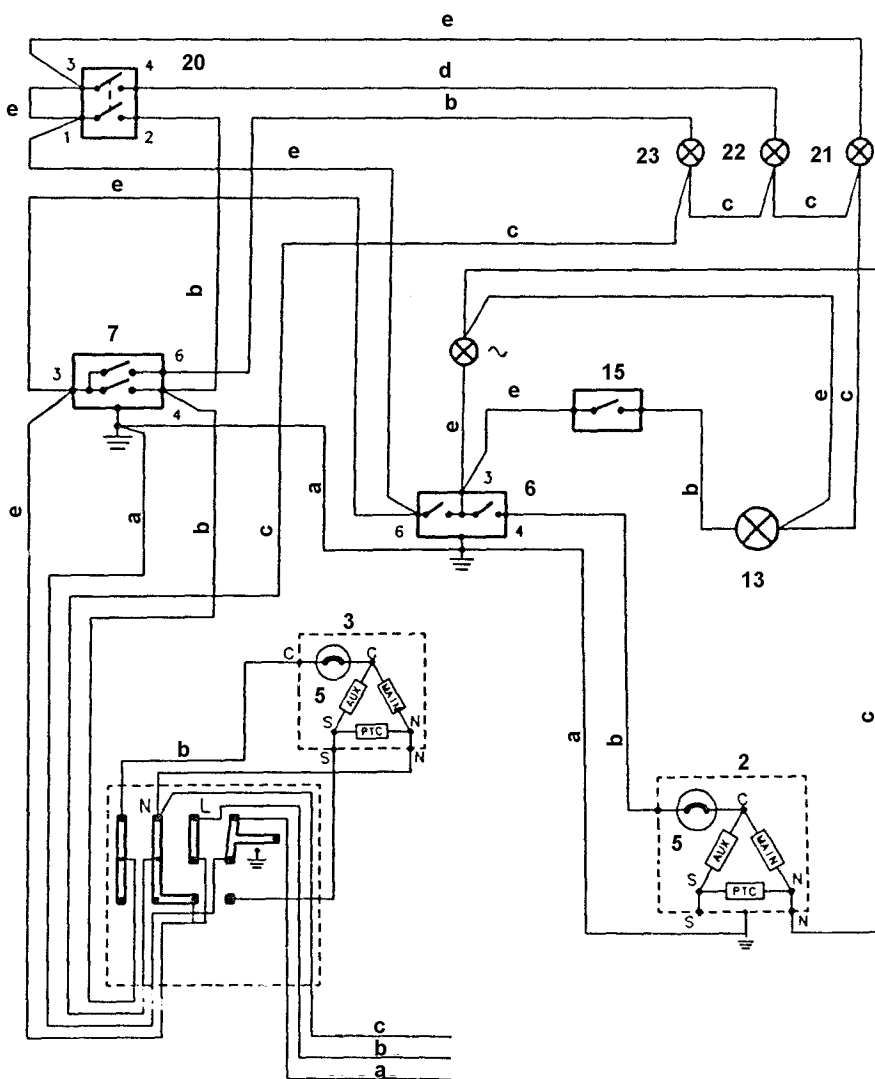 e
3 4 20
d
e b
1 2
e 23 22 21
e c c
c
b
7
6
3 15
e e c
4 e
a 3 6 b
e a b c 6 4
13
3
C C
5 AUX MAIN
S PTC N
a b c
b S N
2
N L C
5 AUX MAIN
S PTC N
S N
c
b
a